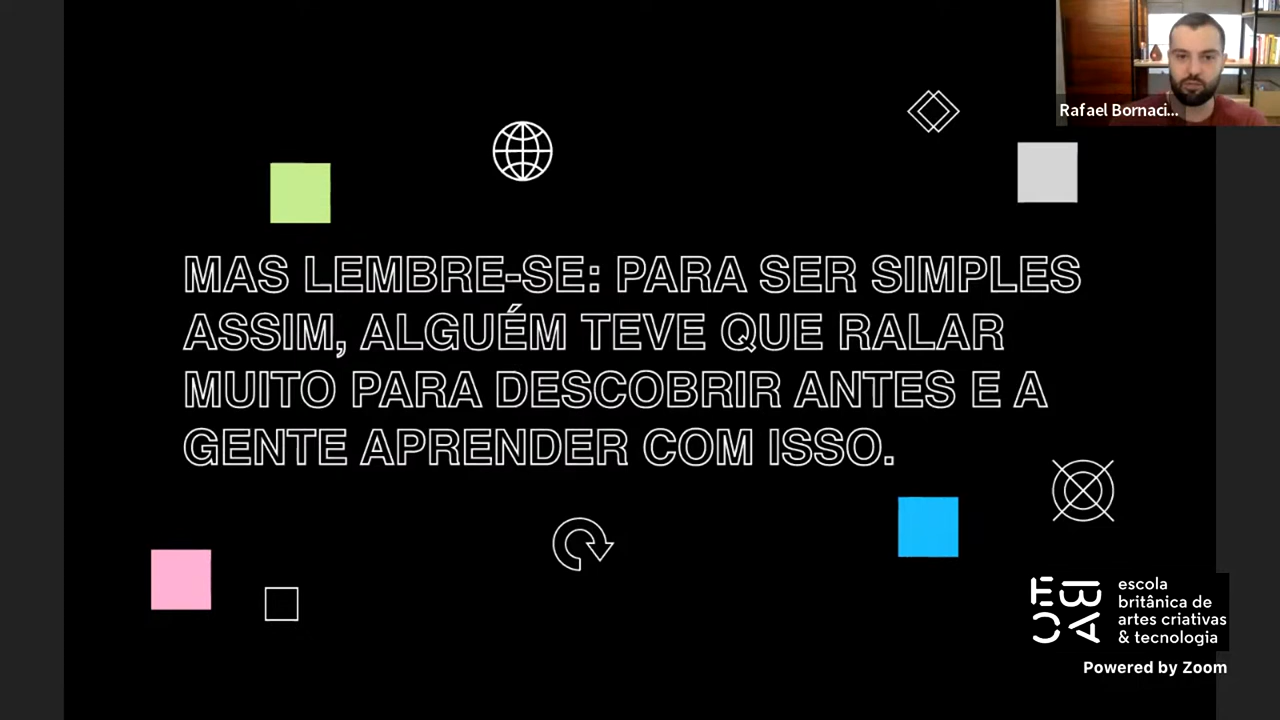 Rafael Bornaci...
MAS LEMBRE-SE: PARA SER SIMPLES
ASSIM, ALGUÉM TEVE QUE RALAR
MUITO PARA DESCOBRIR ANTES E A
GENTE APRENDER COM ISSO.
EBAC
escola
britânica de
artes criativas
& tecnologia
Powered by Zoom